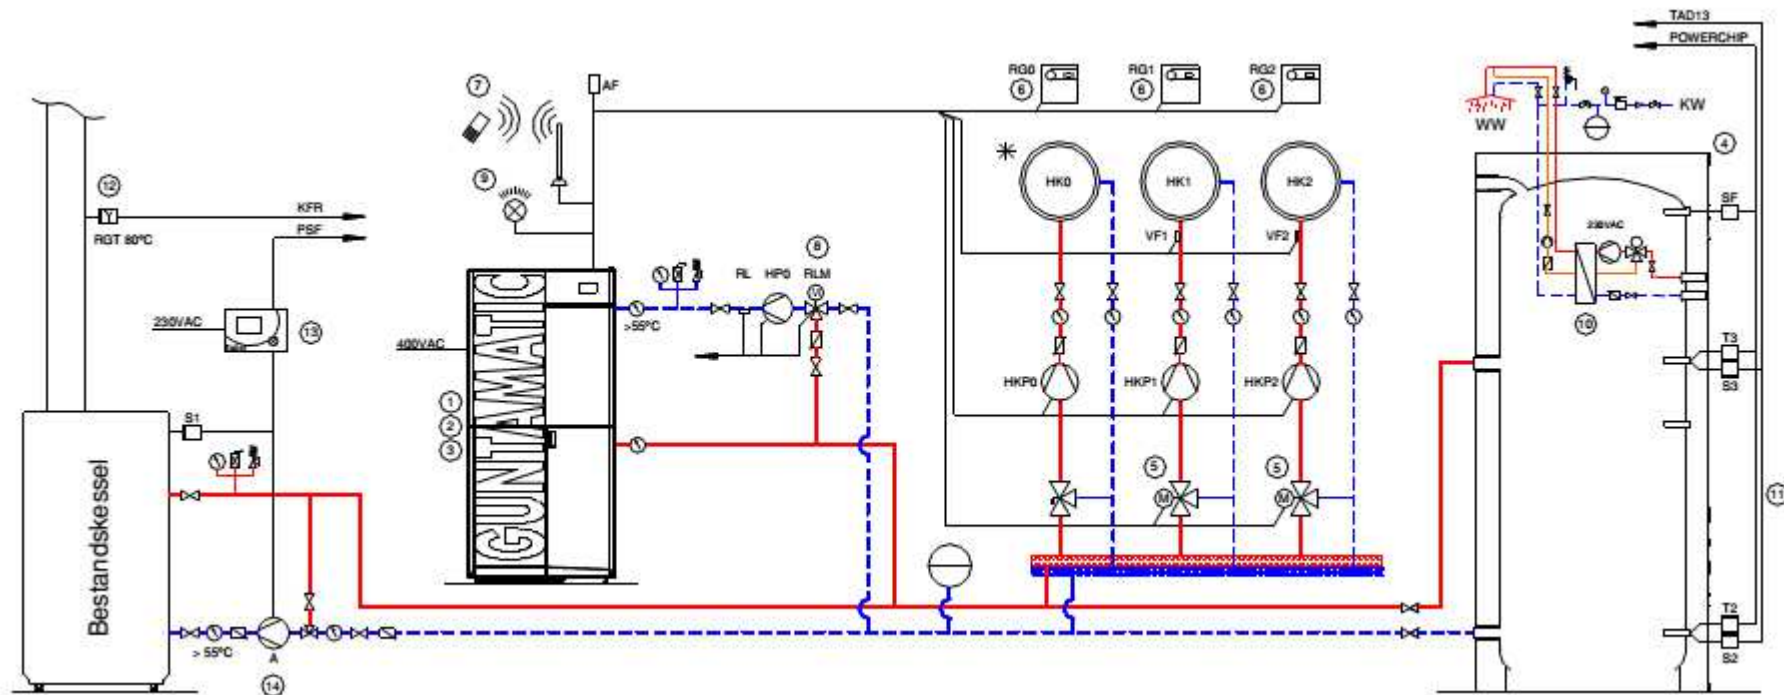 TAD13
POWERCHIP
RG0
RG1
RG2
6
6
6
7
AF
KW
WW
4
9
HK0
HK1
HK2
SF
12
KFR
RGT 80°C
PSF
VF1
VF2
230VAC
8
RL
HP0
RLM
M
>55°C
10
230VAC
13
400VAC
T3
S3
HKP0
HKP1
HKP2
GUNTAMATIC
1
2
3
S1
5
5
M
M
11
Bestandskessel
T2
S2
> 55°C
A
14